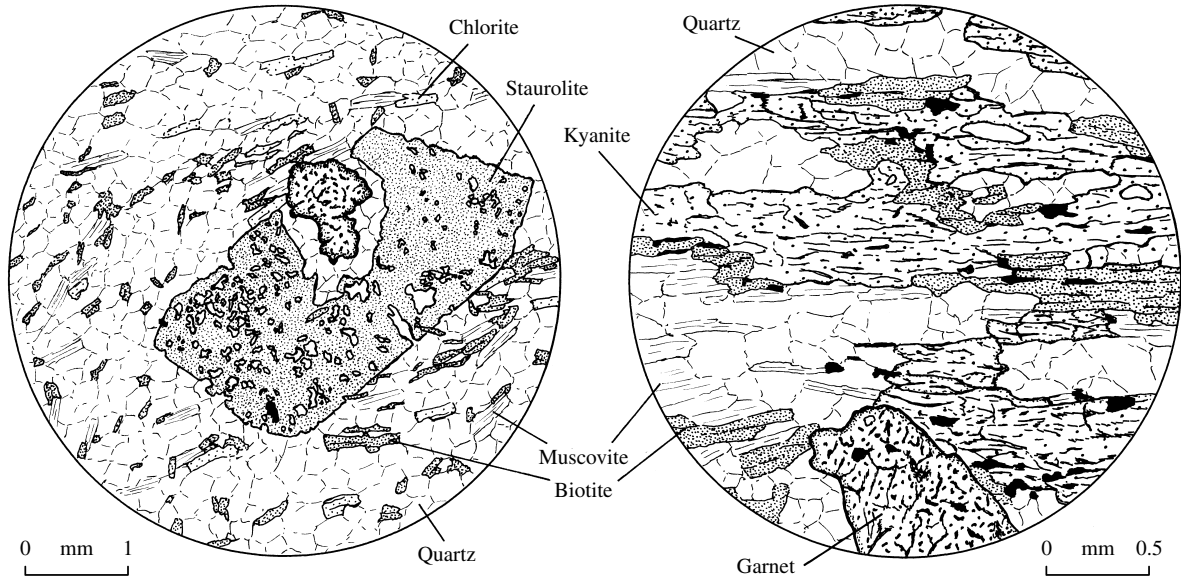 Chlorite
Staurolite
Quartz
Kyanite
Muscovite
Biotite
Quartz
Garnet
0 mm 1
0 mm 0.5